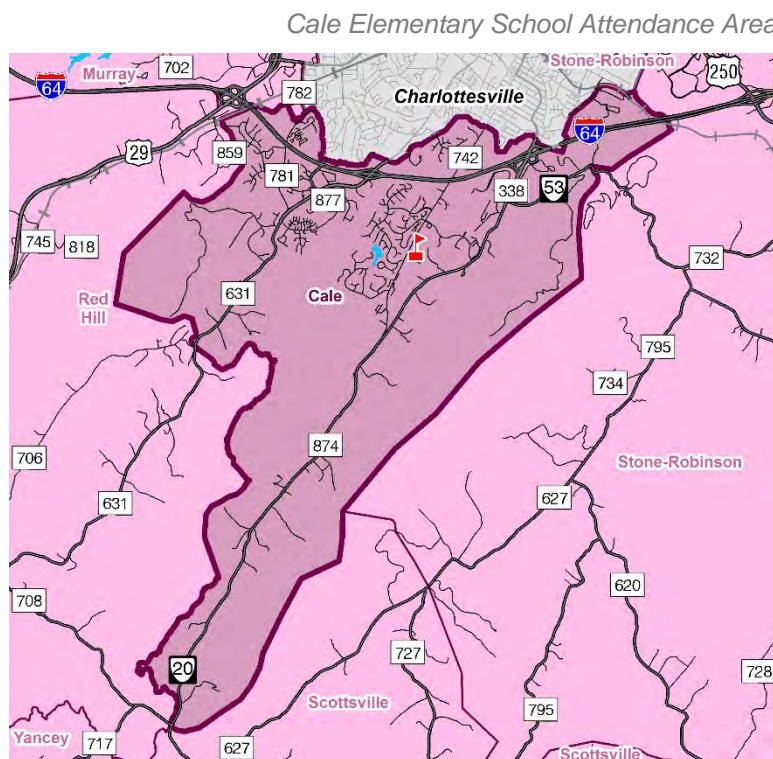 Cale Elementary School Attendance Area
Stone-Robinson
Murray
702
250
64
782
Charlottesville
64
29
859
742
781
338
53
877
745
818
732
Red
Hill
631
Cale
795
734
874
706
Stone-Robinson
631
627
708
620
727
20
728
Scottsville
795
Yancey
717
627
Scottsville